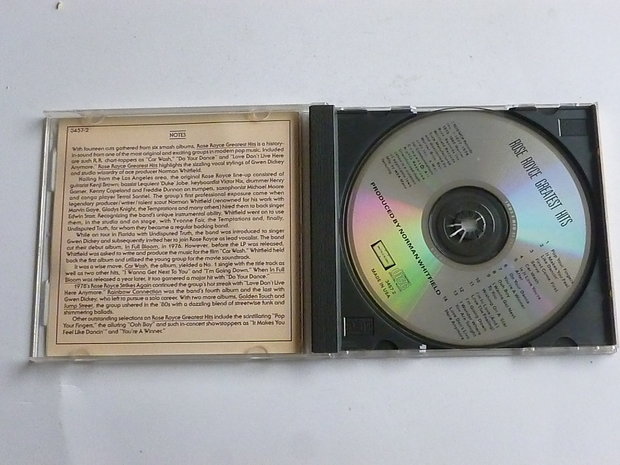 3457-2
NOTES
With fourteen cuts gathered from six smash albums, Rose Royce Greatest Hits is a history-
in-sound from one of the most original and exciting groups in modern pop music. Included
are such R.R. chart-toppers as "Car Wash," "Do Your Dance" and "Love Don't Live Here
Anymore." Rose Royce Greatest Hits highlights the sizzling vocal stylings of Gwen Dickey
and studio wizardry of ace producer Norman Whitfield.
Hailing from the Los Angeles area, the original Rose Royce line-up consisted of
guitarist Kenji Brown, bassist Lequient 'Duke' Jobe, keyboardist Victor Nix, drummer Henry
Garner, Kenny Copeland and Freddie Dunn on trumpets, saxophonist Michael Moore
and conga player Terral Santiel. The group's first professional exposure came when
legendary producer/writer/talent scout Norman Whitfield (renowned for his work with
Marvin Gaye, Gladys Knight, the Temptations and many others) hired them to back singer
Edwin Starr. Recognizing the band's unique instrumental ability, Whitfield went on to use
them, in the studio and on stage, with Yvonne Fair, the Temptations and, finally,
Undisputed Truth, for whom they became a regular backing band.
While on tour in Florida with Undisputed Truth, the band was introduced to singer
Gwen Dickey and subsequently invited her to join Rose Royce as lead vocalist. The band
cut their debut album, In Full Bloom, in 1976. However, before the LP was released,
Whitfield was asked to write and produce the music for the film "Car Wash." Whitfield held
back the first album and utilized the young group for the movie soundtrack.
It was a wise move. Car Wash, the album, yielded a No. 1 single with the title track as
well as two other hits, "I Wanna Get Next To You" and "I'm Going Down." When In Full
Bloom was released a year later, it too garnered a major hit with "Do Your Dance."
1978's Rose Royce Strikes Again continued the group's hot streak with "Love Don't Live
Here Anymore." Rainbow Connection was the band's fourth album and the last with
Gwen Dickey, who left to pursue a solo career. With two more albums, Golden Touch and
Jump Street, the group ushered in the '80s with a dazzling blend of streetwise funk and
shimmering ballads.
Other outstanding selections on Rose Royce Greatest Hits include the scintillating "Pop
Your Fingers," the alluring "Ooh Boy" and such in-concert showstoppers as "It Makes You
Feel Like Dancin'" and "You're A Winner."
ROSE ROYCE GREATEST HITS
PRODUCED BY NORMAN WHITFIELD
3457-2
MADE IN USA